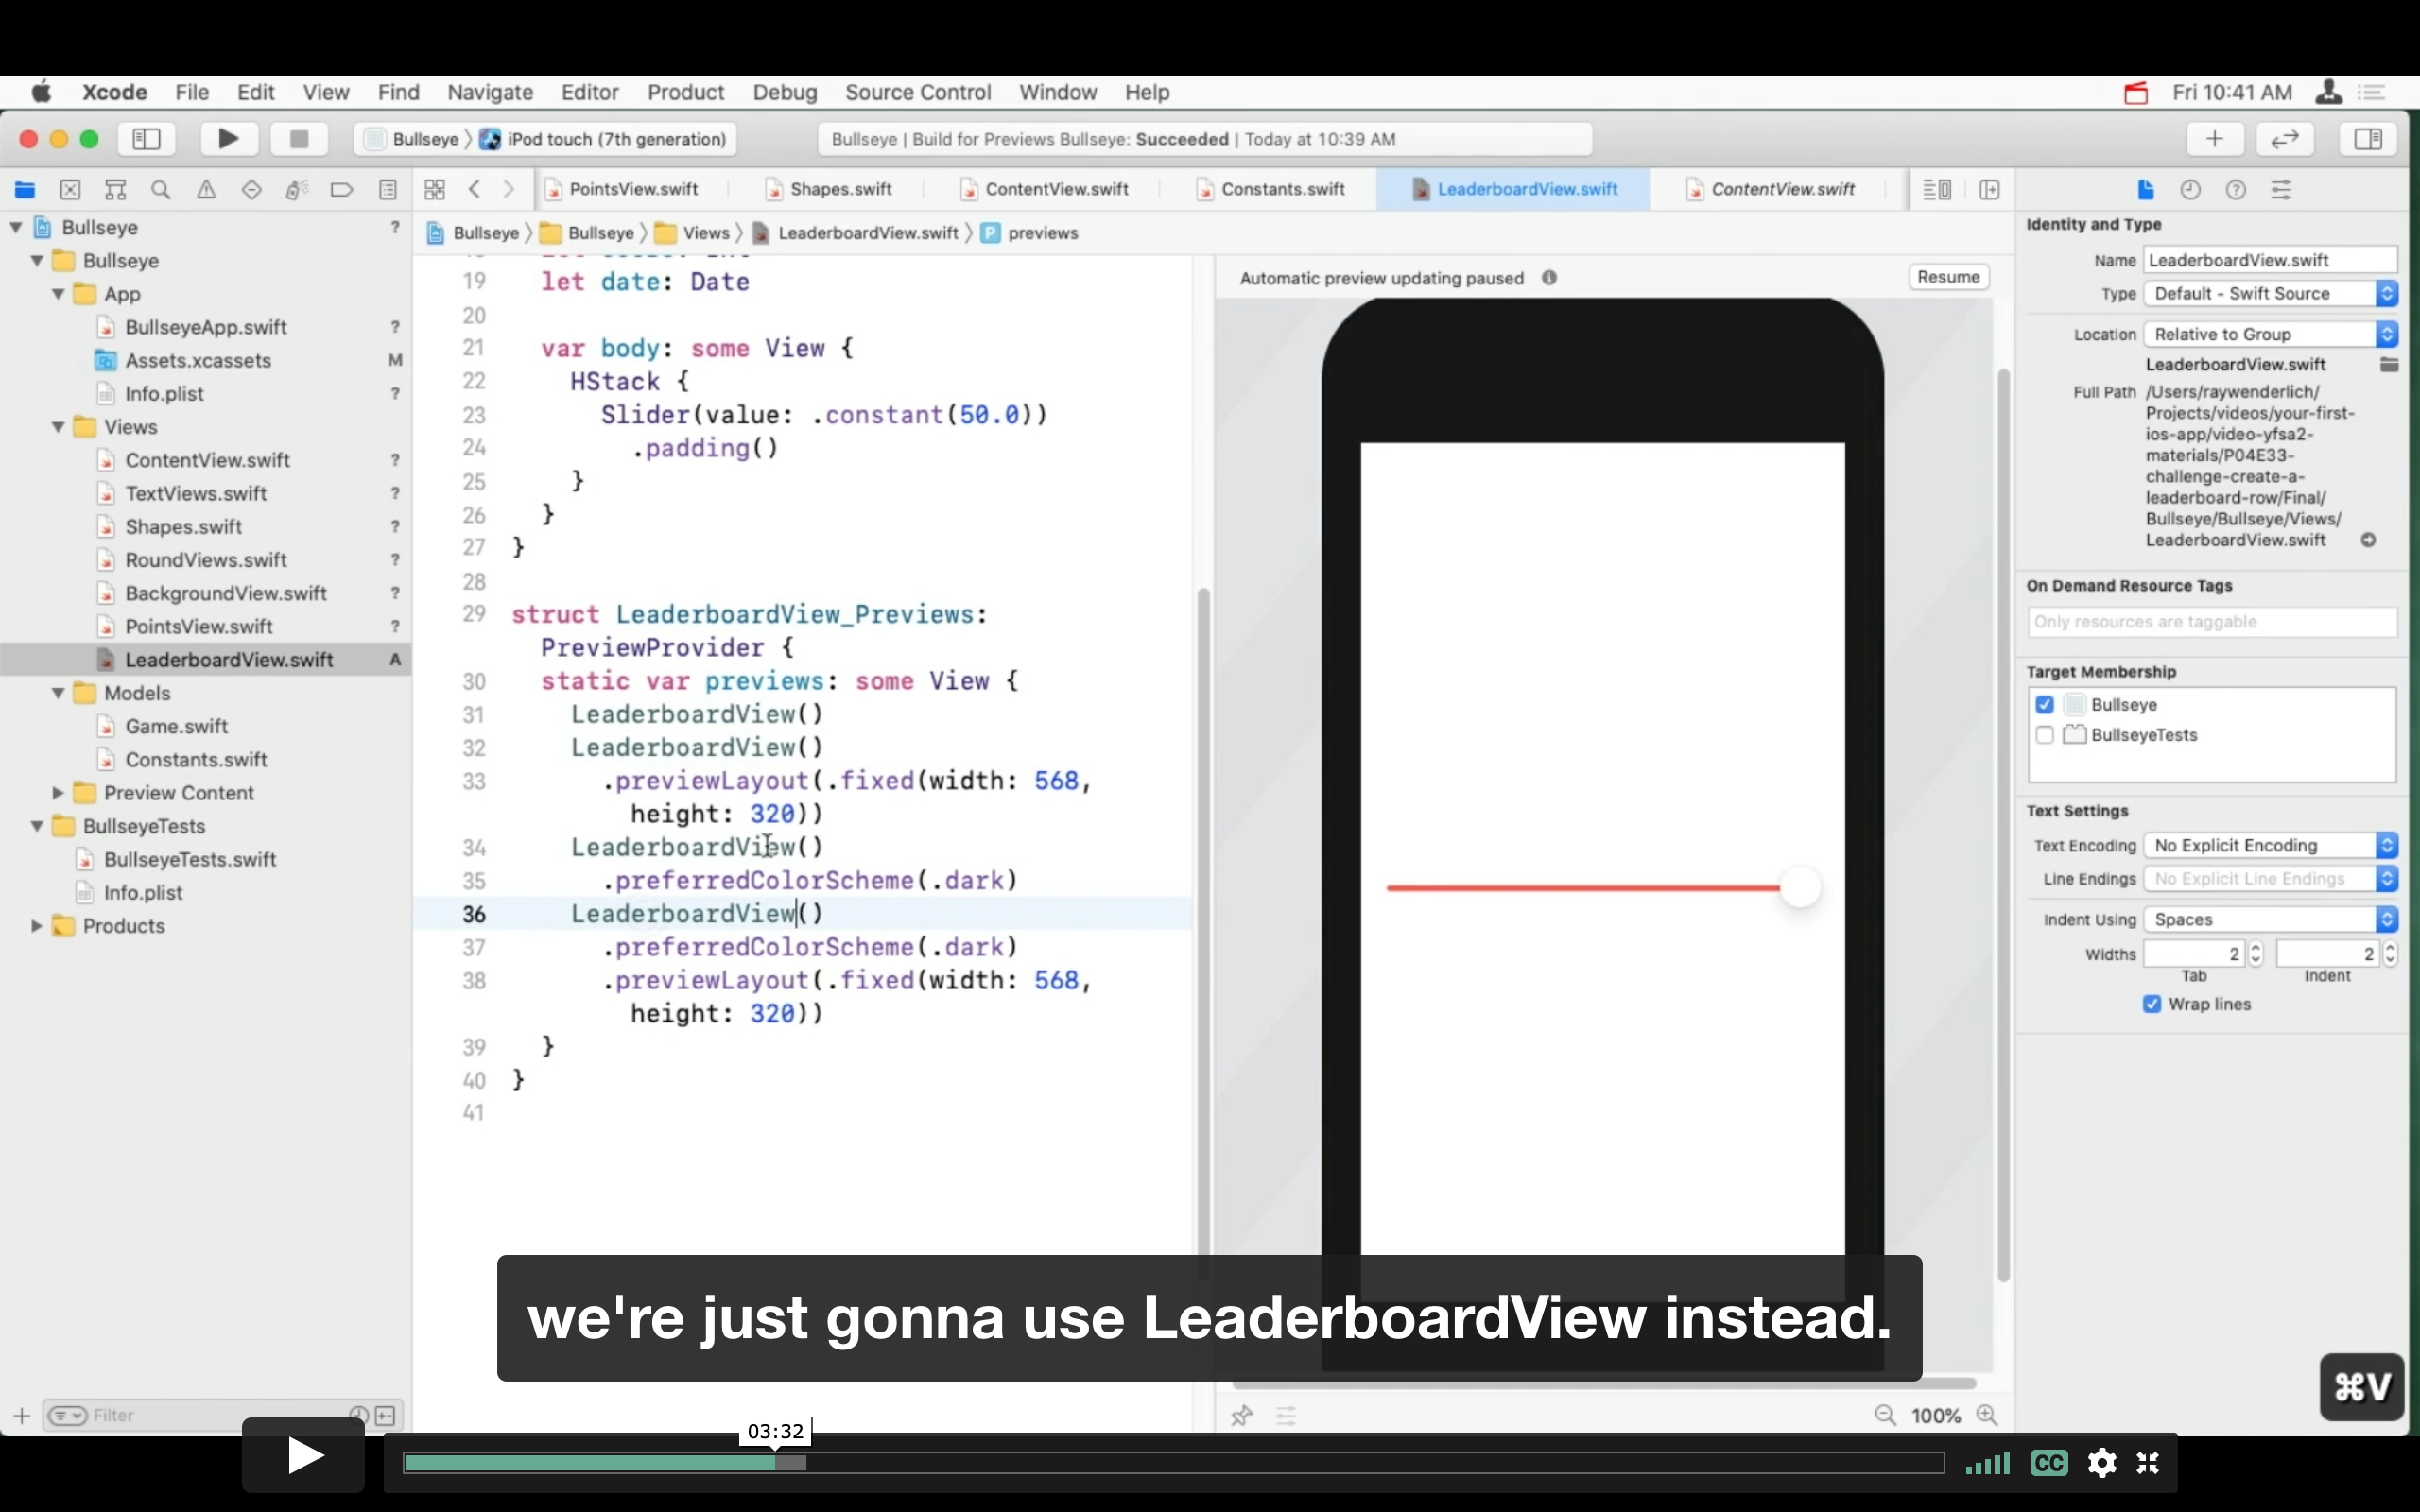 Xcode File Edit View Find Navigate Editor Product Debug Source Control Window Help
Fri 10:41 AM
Bullseye iPod touch (7th generation)
Bullseye | Build for Previews Bullseye: Succeeded | Today at 10:39 AM
PointsView.swift Shapes.swift ContentView.swift Constants.swift LeaderboardView.swift ContentView.swift
Bullseye Bullseye Views LeaderboardView.swift P previews
Bullseye ?
Bullseye
App
BullseyeApp.swift ?
Assets.xcassets M
Info.plist ?
Views
ContentView.swift ?
TextViews.swift ?
Shapes.swift ?
RoundViews.swift ?
BackgroundView.swift ?
PointsView.swift ?
LeaderboardView.swift A
Models
Game.swift
Constants.swift
Preview Content
BullseyeTests
BullseyeTests.swift
Info.plist
Products
Filter
19 let date: Date
20
21 var body: some View {
22 HStack {
23 Slider(value: .constant(50.0))
24 .padding()
25 }
26 }
27 }
28
29 struct LeaderboardView_Previews:
PreviewProvider {
30 static var previews: some View {
31 LeaderboardView()
32 LeaderboardView()
33 .previewLayout(.fixed(width: 568,
height: 320))
34 LeaderboardView()
35 .preferredColorScheme(.dark)
36 LeaderboardView()
37 .preferredColorScheme(.dark)
38 .previewLayout(.fixed(width: 568,
height: 320))
39 }
40 }
41
Automatic preview updating paused
Resume
100%
Identity and Type
Name LeaderboardView.swift
Type Default - Swift Source
Location Relative to Group
LeaderboardView.swift
Full Path /Users/raywenderlich/
Projects/videos/your-first-
ios-app/video-yfsa2-
materials/P04E33-
challenge-create-a-
leaderboard-row/Final/
Bullseye/Bullseye/Views/
LeaderboardView.swift
On Demand Resource Tags
Only resources are taggable
Target Membership
Bullseye
BullseyeTests
Text Settings
Text Encoding No Explicit Encoding
Line Endings No Explicit Line Endings
Indent Using Spaces
Widths 2 2
Tab Indent
Wrap lines
we're just gonna use LeaderboardView instead.
⌘V
03:32
CC